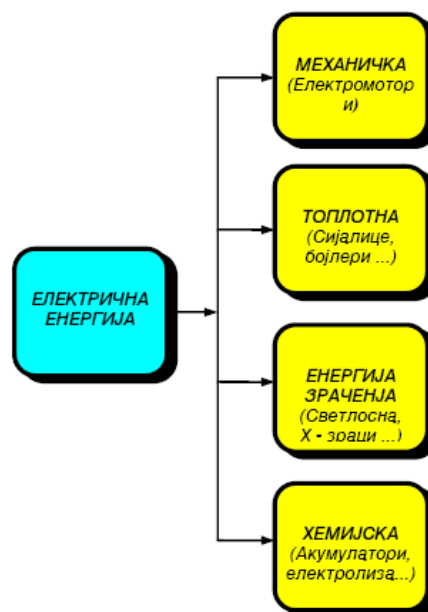 МЕХАНИЧКА
(Електромотор
и)
ТОПЛОТНА
(Сијалице,
бојлери ...)
ЕЛЕКТРИЧНА
ЕНЕРГИЈА
ЕНЕРГИЈА
ЗРАЧЕЊА
(Светлосна,
X - зраци ...)
ХЕМИЈСКА
(Акумулатори,
електролиза,...)